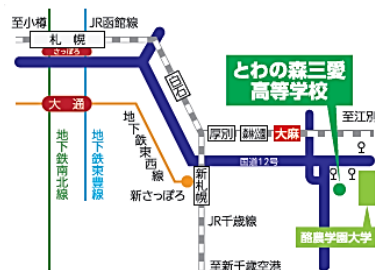 至小樽
JR函館線
札幌
さっぽろ
大通
地下鉄南北線
地下鉄東豊線
地下鉄東西線
白石
新さっぽろ
新札幌
厚別
森林公園
大麻
至江別
国道12号
とわの森三愛
高等学校
酪農学園大学
JR千歳線
至新千歳空港